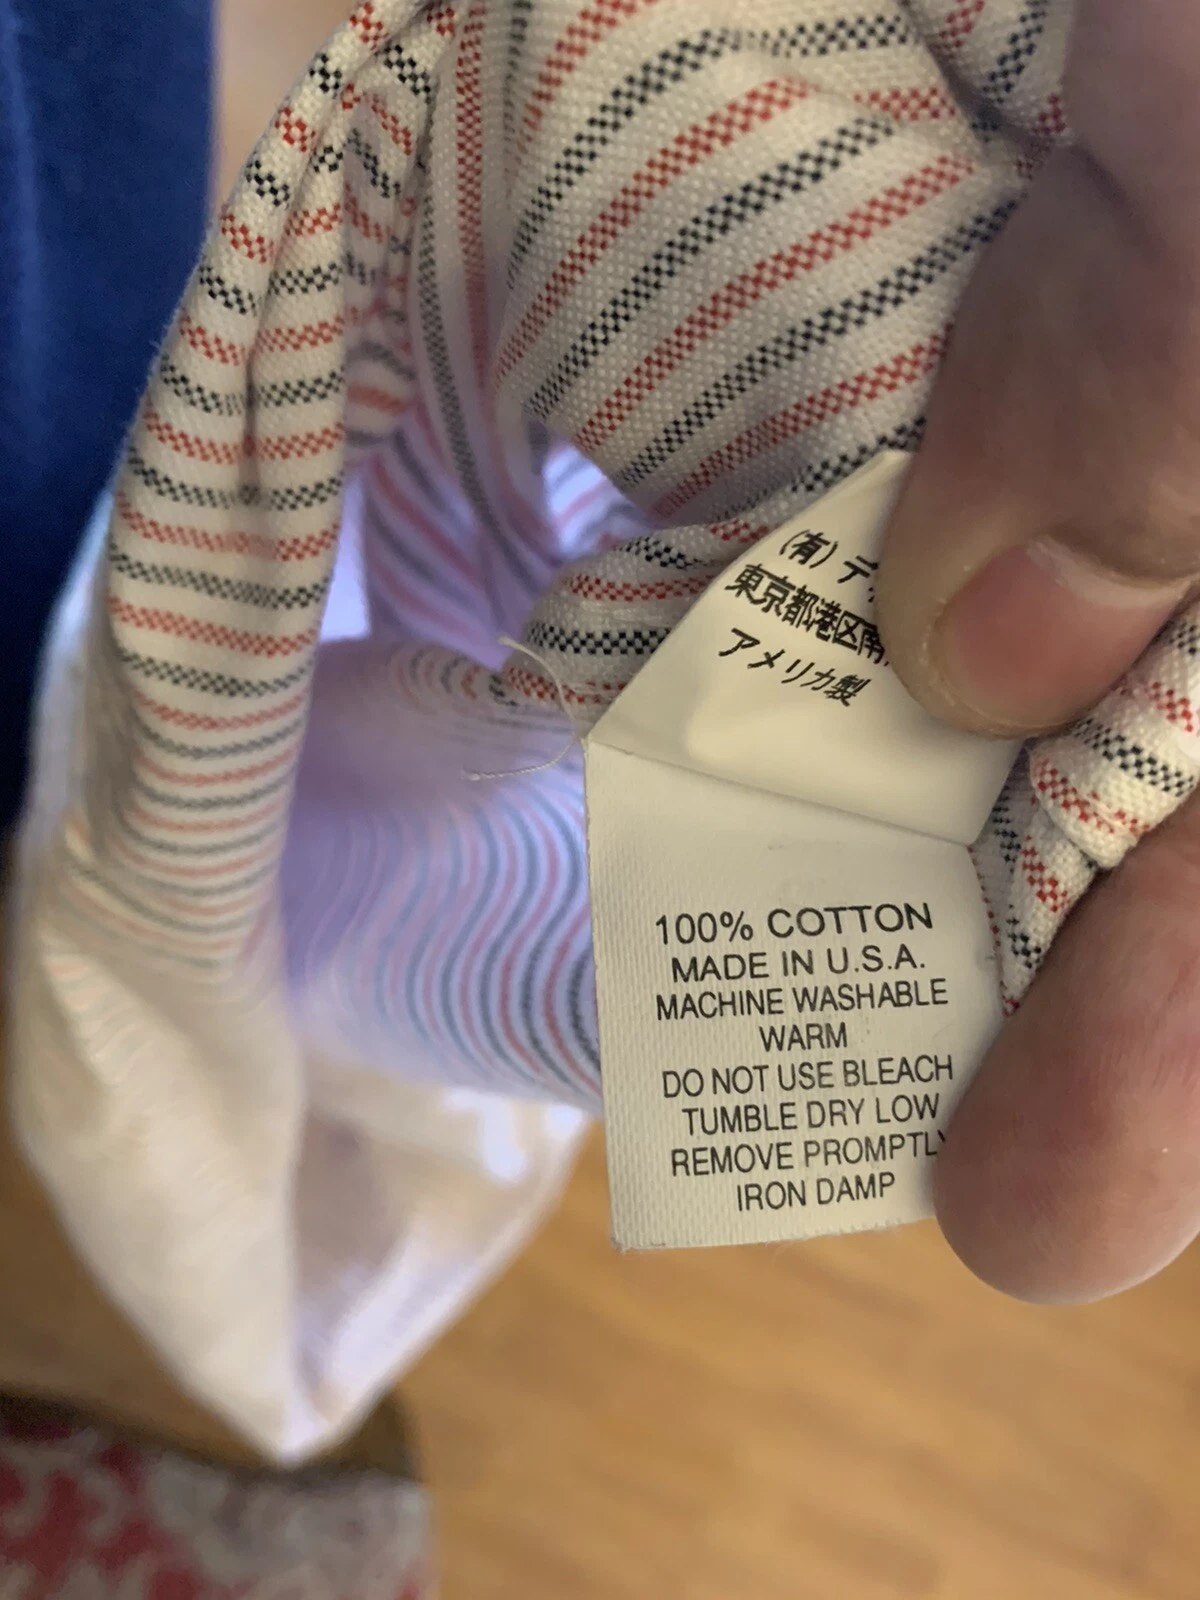 (有) デ
東京都港区南
アメリカ製
100% COTTON
MADE IN U.S.A.
MACHINE WASHABLE
WARM
DO NOT USE BLEACH
TUMBLE DRY LOW
REMOVE PROMPTLY
IRON DAMP